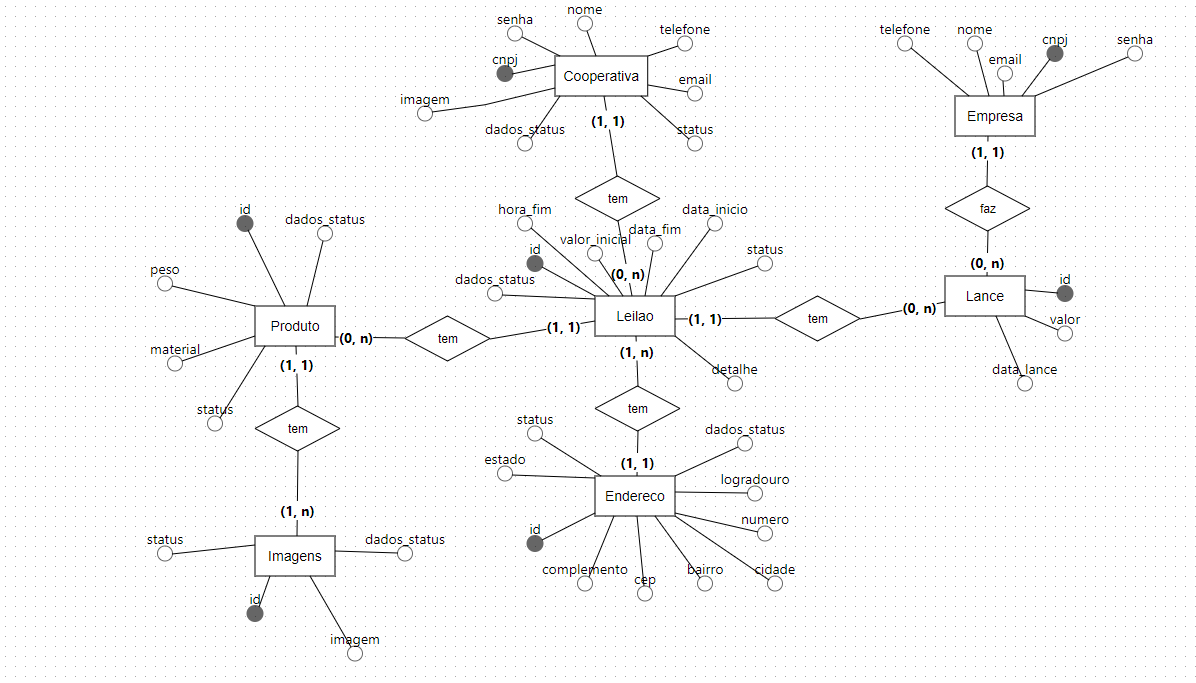 nome
senha
telefone
cnpj
Cooperativa
email
imagem
dados_status
status
(1, 1)
tem
telefone
nome
cnpj
senha
email
Empresa
(1, 1)
faz
(0, n)
id
dados_status
peso
material
status
Produto
(0, n)
tem
(1, 1)
hora_fim
data_inicio
valor_inicial
data_fim
id
status
dados_status
(0, n)
Leilao
(1, 1)
tem
(0, n)
Lance
id
valor
data_lance
detalhe
(1, n)
tem
(1, 1)
(1, 1)
tem
(1, n)
status
dados_status
Imagens
id
imagem
status
dados_status
estado
logradouro
Endereco
numero
id
complemento
cep
bairro
cidade